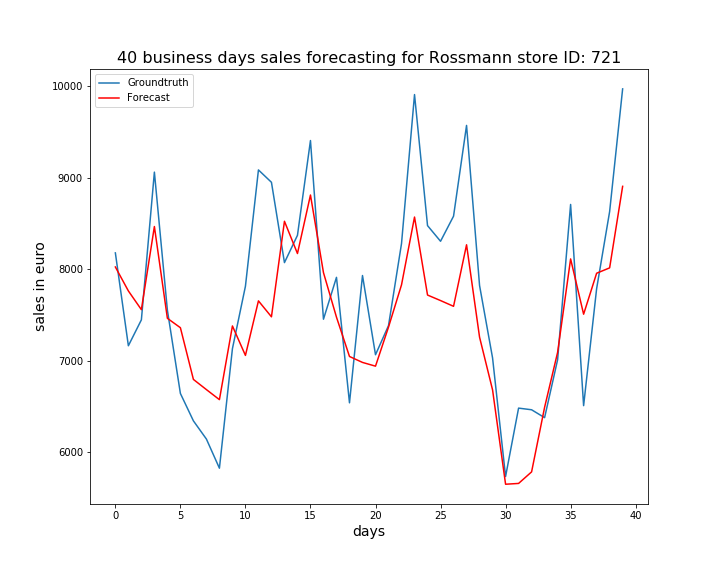 40 business days sales forecasting for Rossmann store ID: 721
Groundtruth
Forecast
10000
9000
8000
7000
6000
sales in euro
0 5 10 15 20 25 30 35 40
days